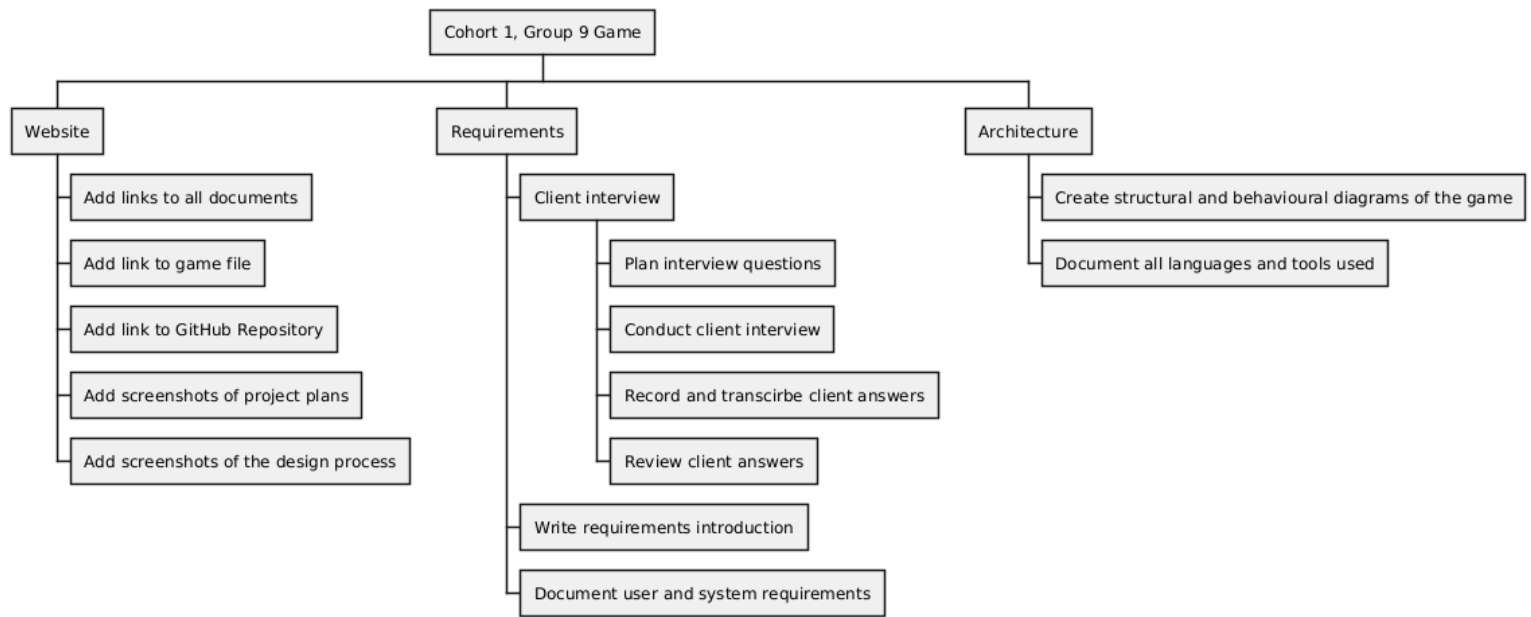 Cohort 1, Group 9 Game
Website
Add links to all documents
Add link to game file
Add link to GitHub Repository
Add screenshots of project plans
Add screenshots of the design process
Requirements
Client interview
Plan interview questions
Conduct client interview
Record and transcirbe client answers
Review client answers
Write requirements introduction
Document user and system requirements
Architecture
Create structural and behavioural diagrams of the game
Document all languages and tools used